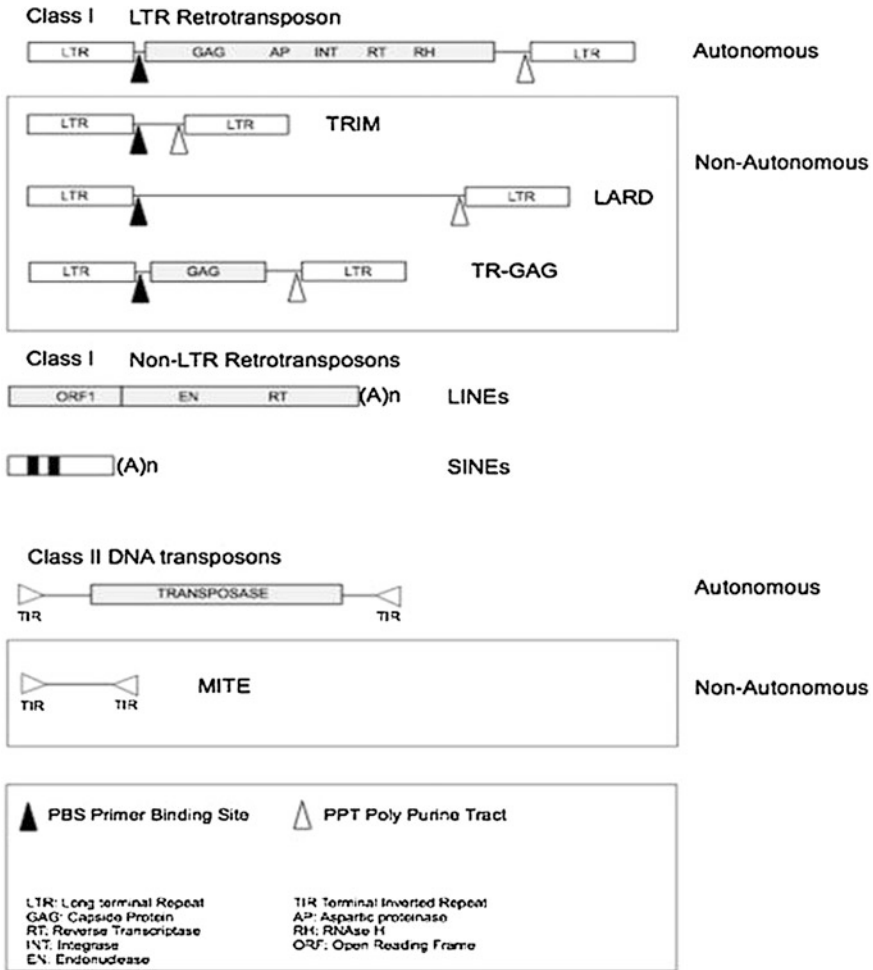 Class I LTR Retrotransposon
LTR GAG AP INT RT RH LTR Autonomous
LTR LTR TRIM
Non-Autonomous
LTR LTR LARD
LTR GAG LTR TR-GAG
Class I Non-LTR Retrotransposons
ORF1 EN RT (A)n LINEs
(A)n SINEs
Class II DNA transposons
TRANSPOSASE Autonomous
TIR TIR
MITE Non-Autonomous
TIR TIR
PBS Primer Binding Site PPT Poly Purine Tract
LTR: Long terminal Repeat TIR Terminal Inverted Repeat
GAG: Capside Protein AP: Aspartic proteinase
RT: Reverse Transcriptase RH: RNAse H
INT: Integrase ORF: Open Reading Frame
EN: Endonuclease